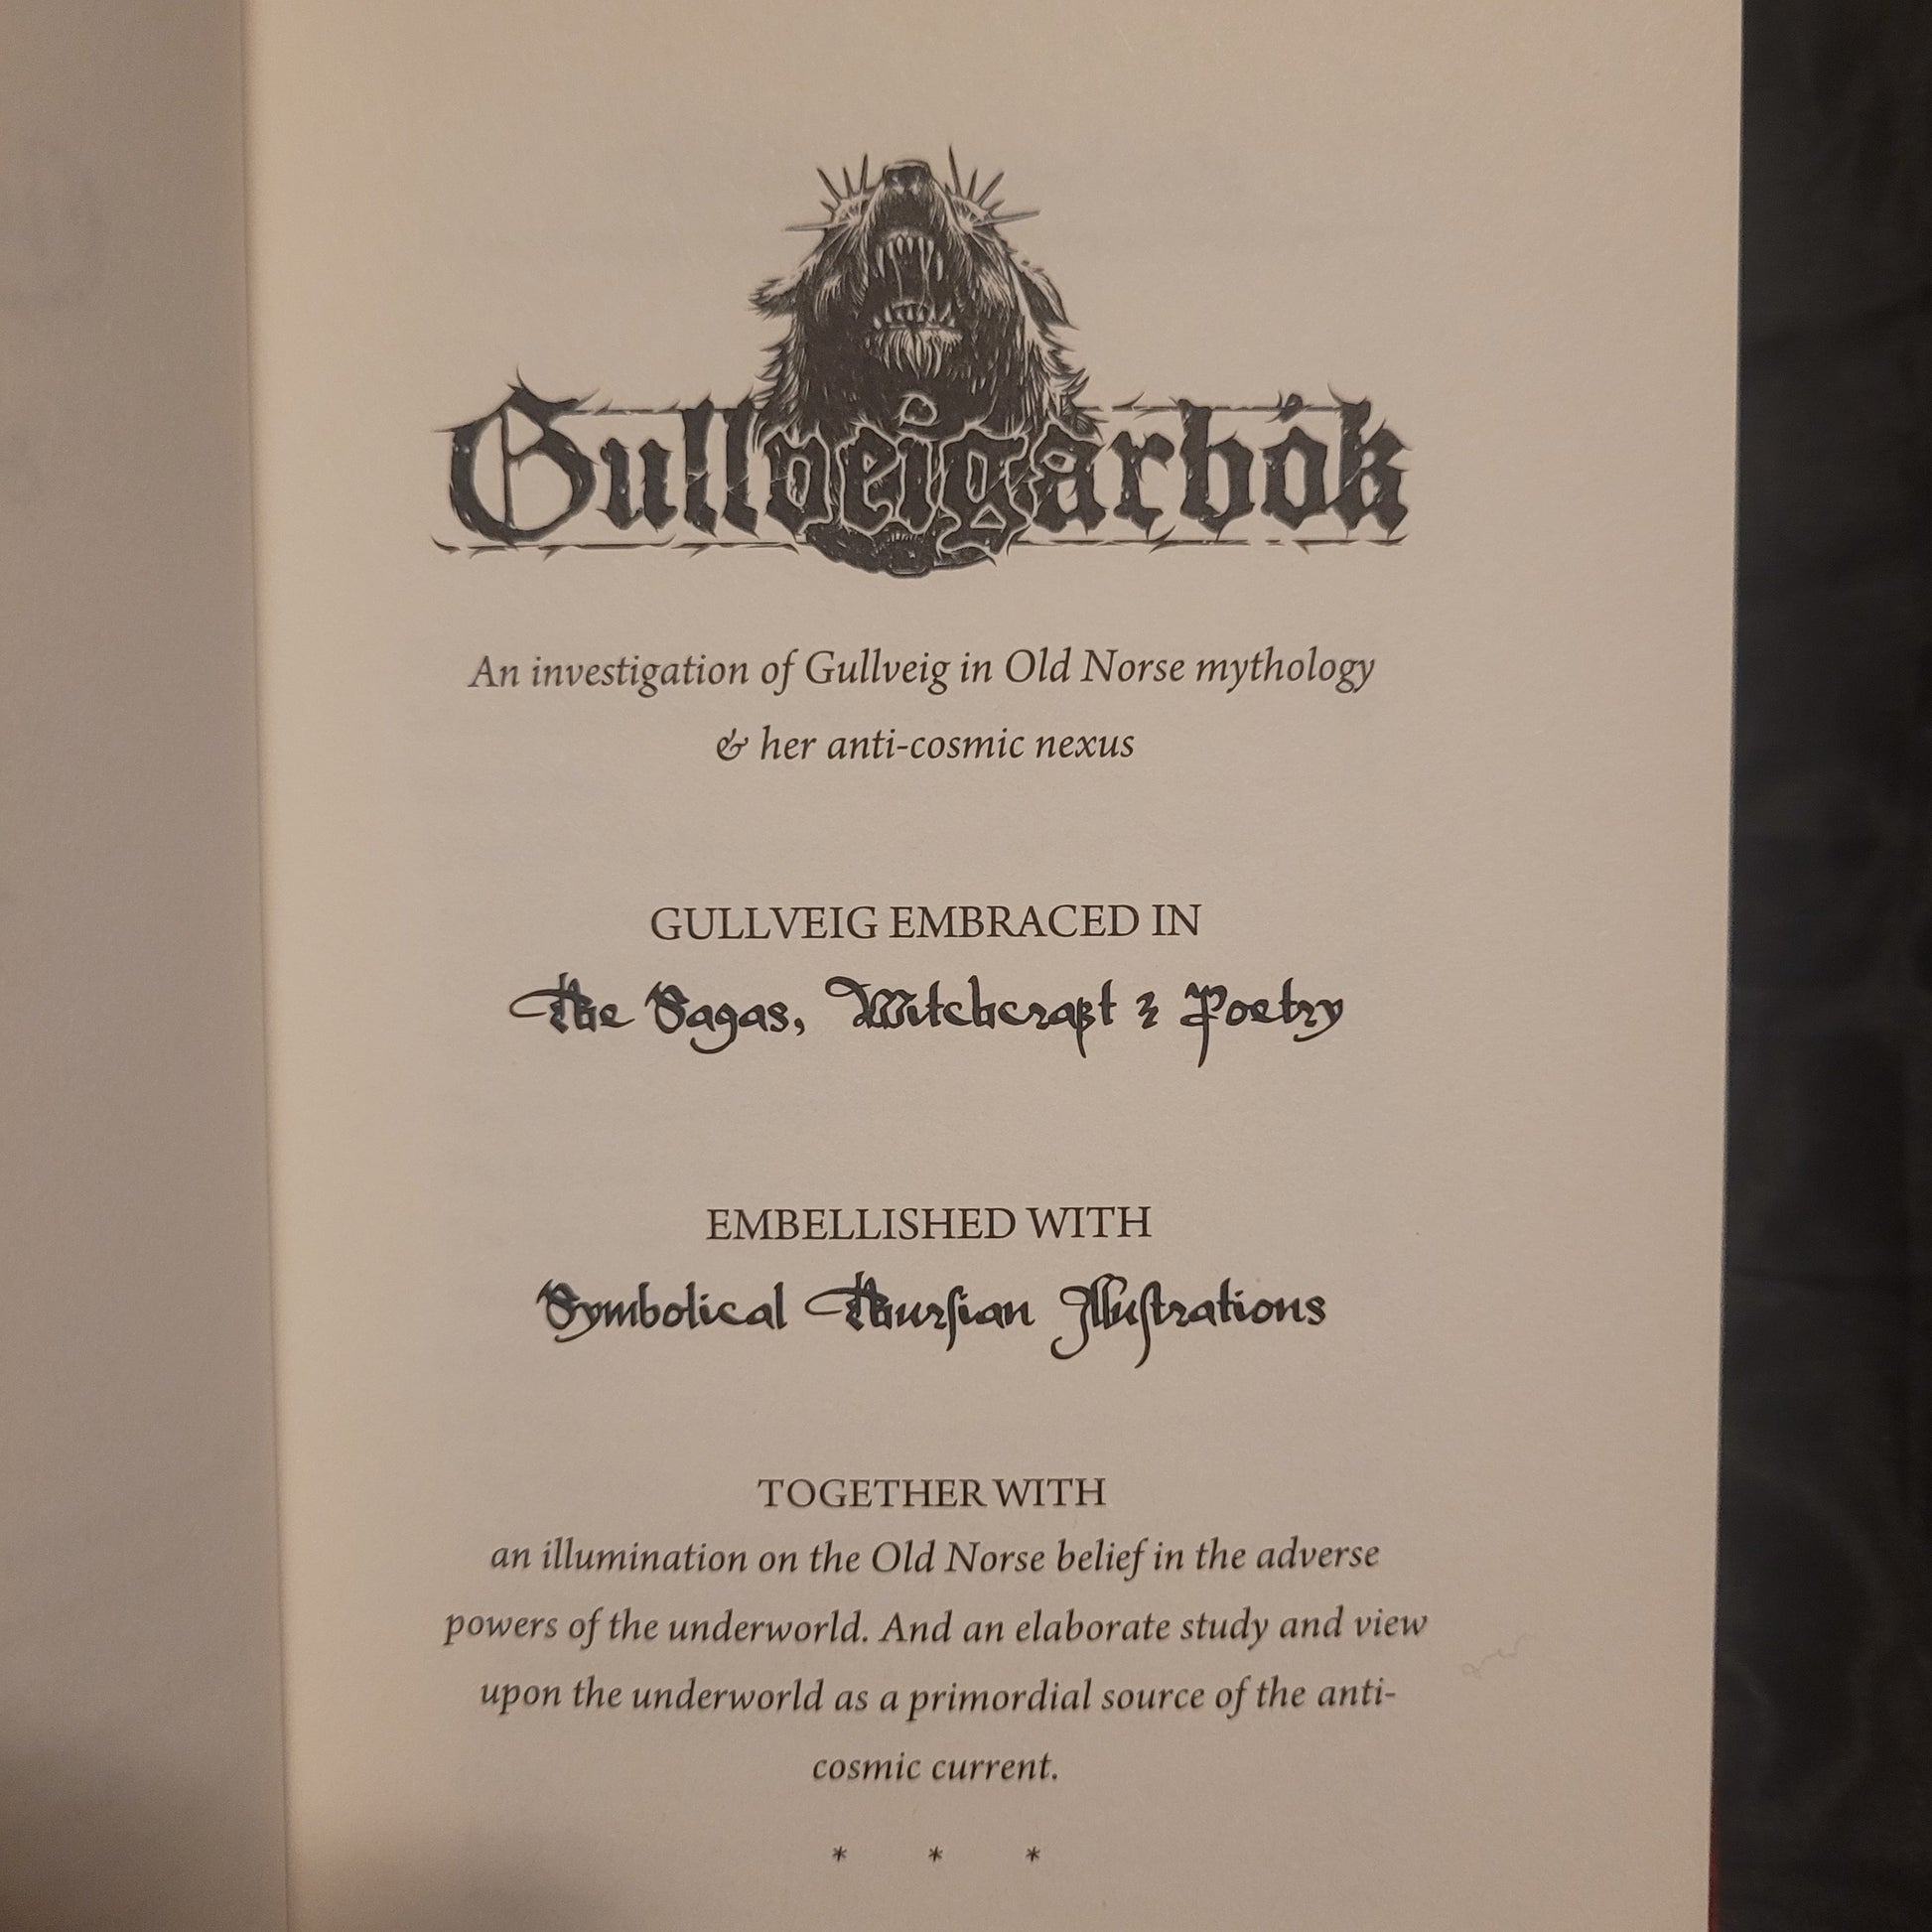 Gullveigarbók
An investigation of Gullveig in Old Norse mythology
& her anti-cosmic nexus
GULLVEIG EMBRACED IN
The Sagas, Witchcraft & Poetry
EMBELLISHED WITH
Symbolical Thursian Illustrations
TOGETHER WITH
an illumination on the Old Norse belief in the adverse
powers of the underworld. And an elaborate study and view
upon the underworld as a primordial source of the anti-
cosmic current.
* * *